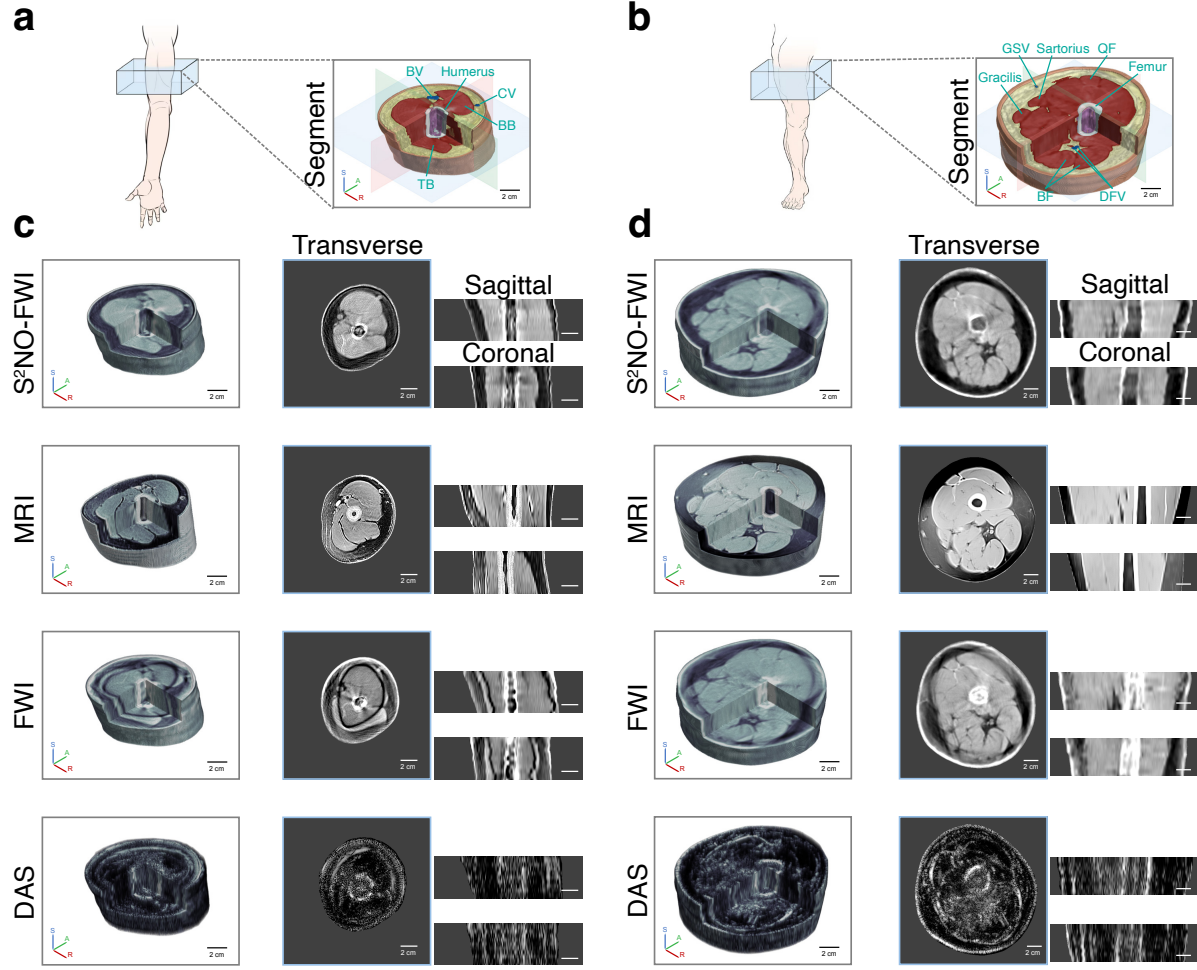 a
BV
Humerus
CV
BB
TB
Segment
S
A
R
2 cm
b
GSV
Sartorius
QF
Gracilis
Femur
BF
DFV
Segment
S
A
R
2 cm
c
Transverse
Sagittal
Coronal
S²NO-FWI
S
A
R
2 cm
2 cm
MRI
S
A
R
2 cm
2 cm
FWI
S
A
R
2 cm
2 cm
DAS
S
A
R
2 cm
2 cm
d
Transverse
Sagittal
Coronal
S²NO-FWI
S
A
R
2 cm
2 cm
MRI
S
A
R
2 cm
2 cm
FWI
S
A
R
2 cm
2 cm
DAS
S
A
R
2 cm
2 cm